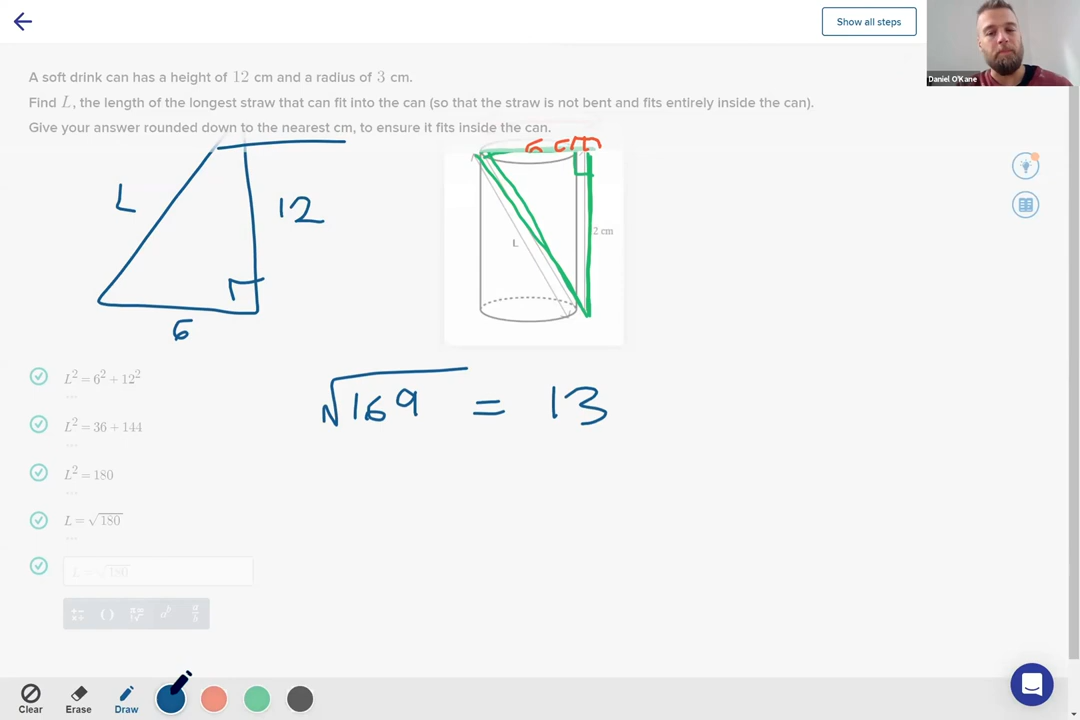 Show all steps
Daniel O'Kane
A soft drink can has a height of 12 cm and a radius of 3 cm.
Find L, the length of the longest straw that can fit into the can (so that the straw is not bent and fits entirely inside the can).
Give your answer rounded down to the nearest cm, to ensure it fits inside the can.
6 cm
L
12
L
2 cm
6
L² = 6² + 12²
...
√169 = 13
L² = 36 + 144
...
L² = 180
...
L = √180
...
L = √180
Clear
Erase
Draw